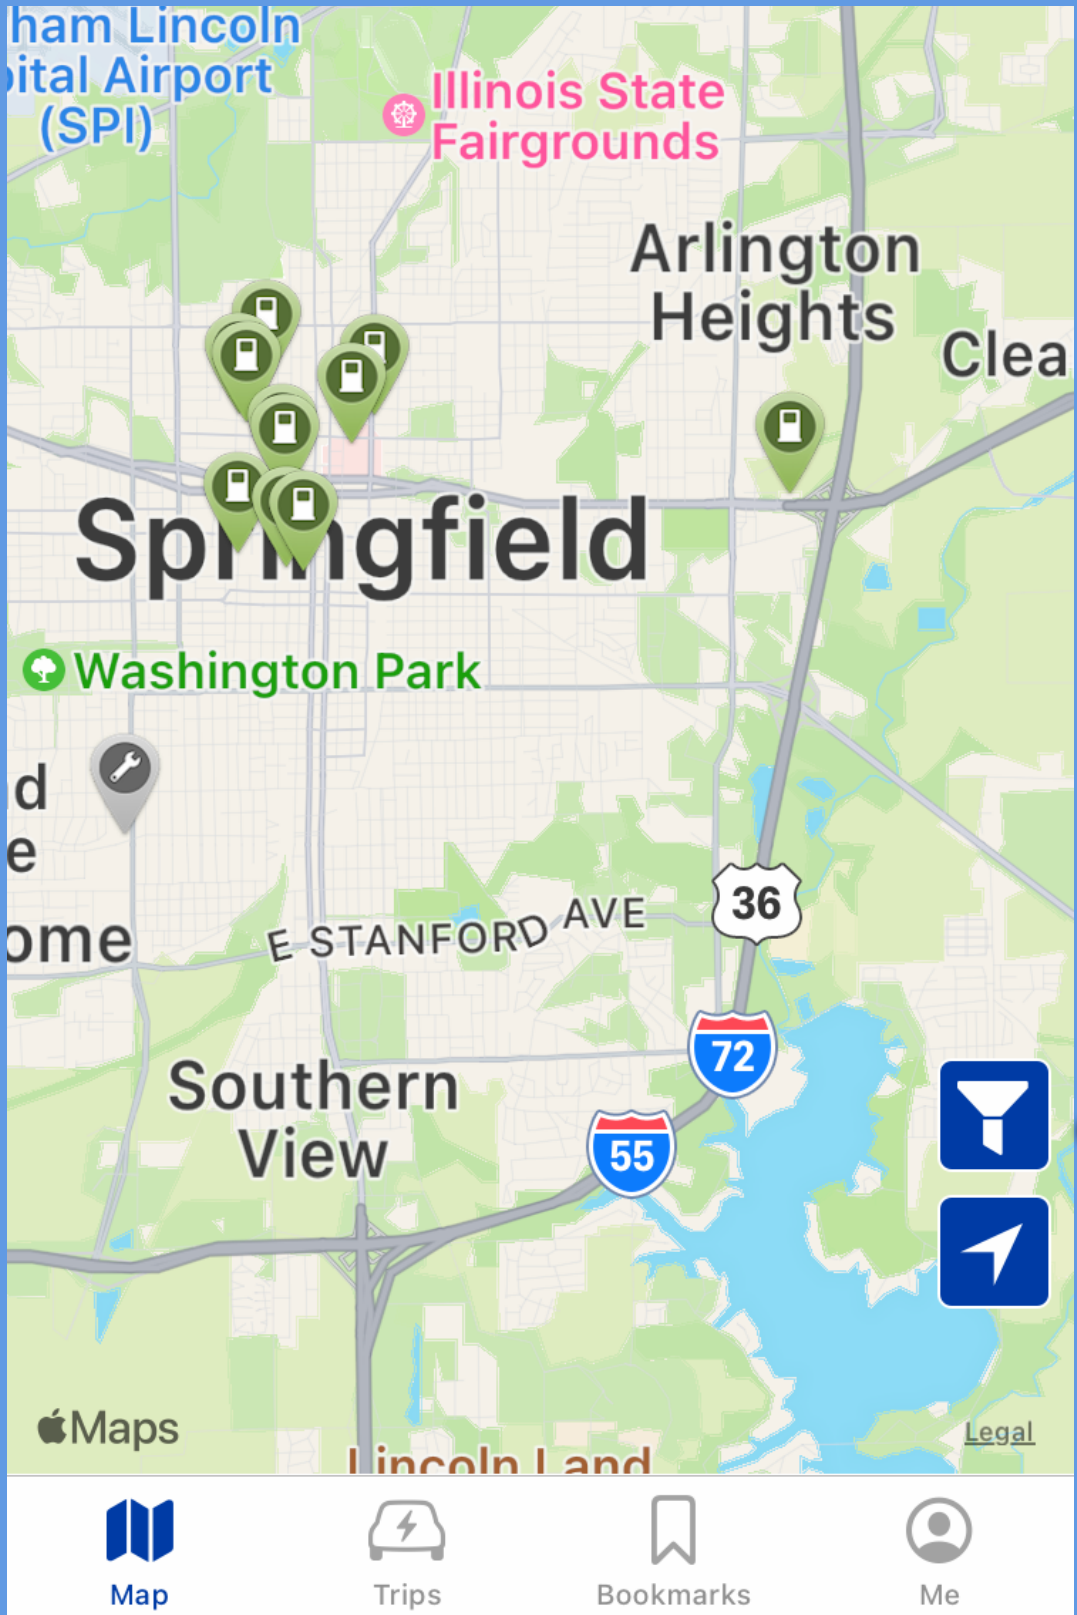 ham Lincoln
pital Airport
(SPI)
Illinois State
Fairgrounds
Arlington
Heights
Clea
Springfield
Washington Park
d
e
ome
36
E STANFORD AVE
72
55
Southern
View
Maps
Legal
Lincoln Land
Map
Trips
Bookmarks
Me